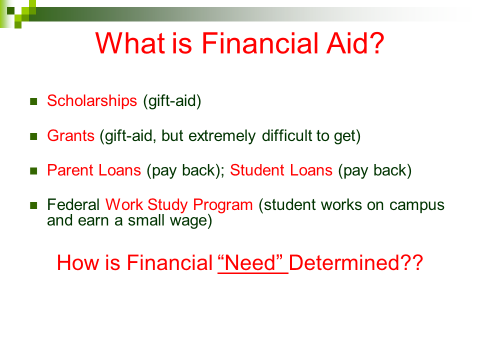 What is Financial Aid?
Scholarships (gift-aid)
Grants (gift-aid, but extremely difficult to get)
Parent Loans (pay back); Student Loans (pay back)
Federal Work Study Program (student works on campus
and earn a small wage)
How is Financial “Need” Determined??